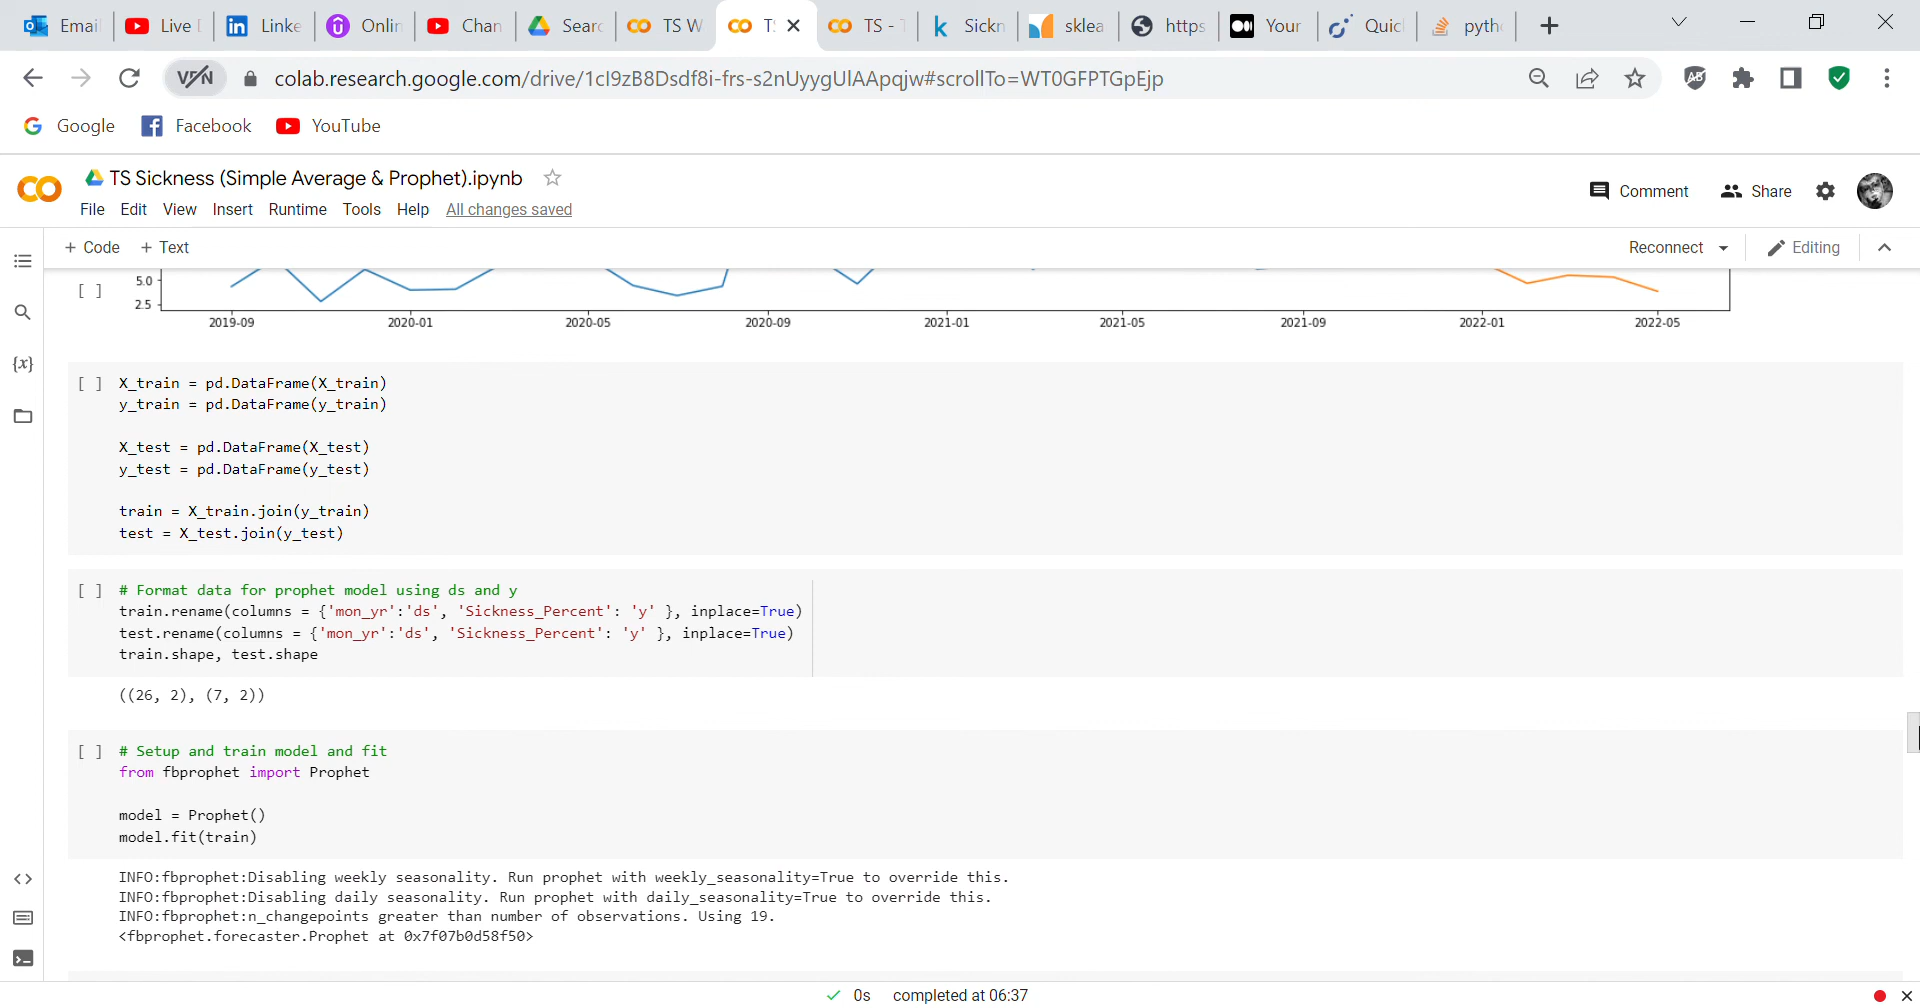 Email Live Linke Onlin Chan Searc TS W TS TS - T Sickn sklea https Your Quic pytho
VPN colab.research.google.com/drive/1cl9zB8Dsdf8i-frs-s2nUyygUlAApqjw#scrollTo=WT0GFPTGpEjp
Google Facebook YouTube
TS Sickness (Simple Average & Prophet).ipynb
Comment Share
File Edit View Insert Runtime Tools Help All changes saved
+ Code + Text Reconnect Editing
5.0
[ ]
2.5
2019-09 2020-01 2020-05 2020-09 2021-01 2021-05 2021-09 2022-01 2022-05
[ ] X_train = pd.DataFrame(X_train)
y_train = pd.DataFrame(y_train)
X_test = pd.DataFrame(X_test)
y_test = pd.DataFrame(y_test)
train = X_train.join(y_train)
test = X_test.join(y_test)
[ ] # Format data for prophet model using ds and y
train.rename(columns = {'mon_yr':'ds', 'Sickness_Percent': 'y' }, inplace=True)
test.rename(columns = {'mon_yr':'ds', 'Sickness_Percent': 'y' }, inplace=True)
train.shape, test.shape
((26, 2), (7, 2))
[ ] # Setup and train model and fit
from fbprophet import Prophet
model = Prophet()
model.fit(train)
INFO:fbprophet:Disabling weekly seasonality. Run prophet with weekly_seasonality=True to override this.
INFO:fbprophet:Disabling daily seasonality. Run prophet with daily_seasonality=True to override this.
INFO:fbprophet:n_changepoints greater than number of observations. Using 19.
<fbprophet.forecaster.Prophet at 0x7f07b0d58f50>
0s completed at 06:37